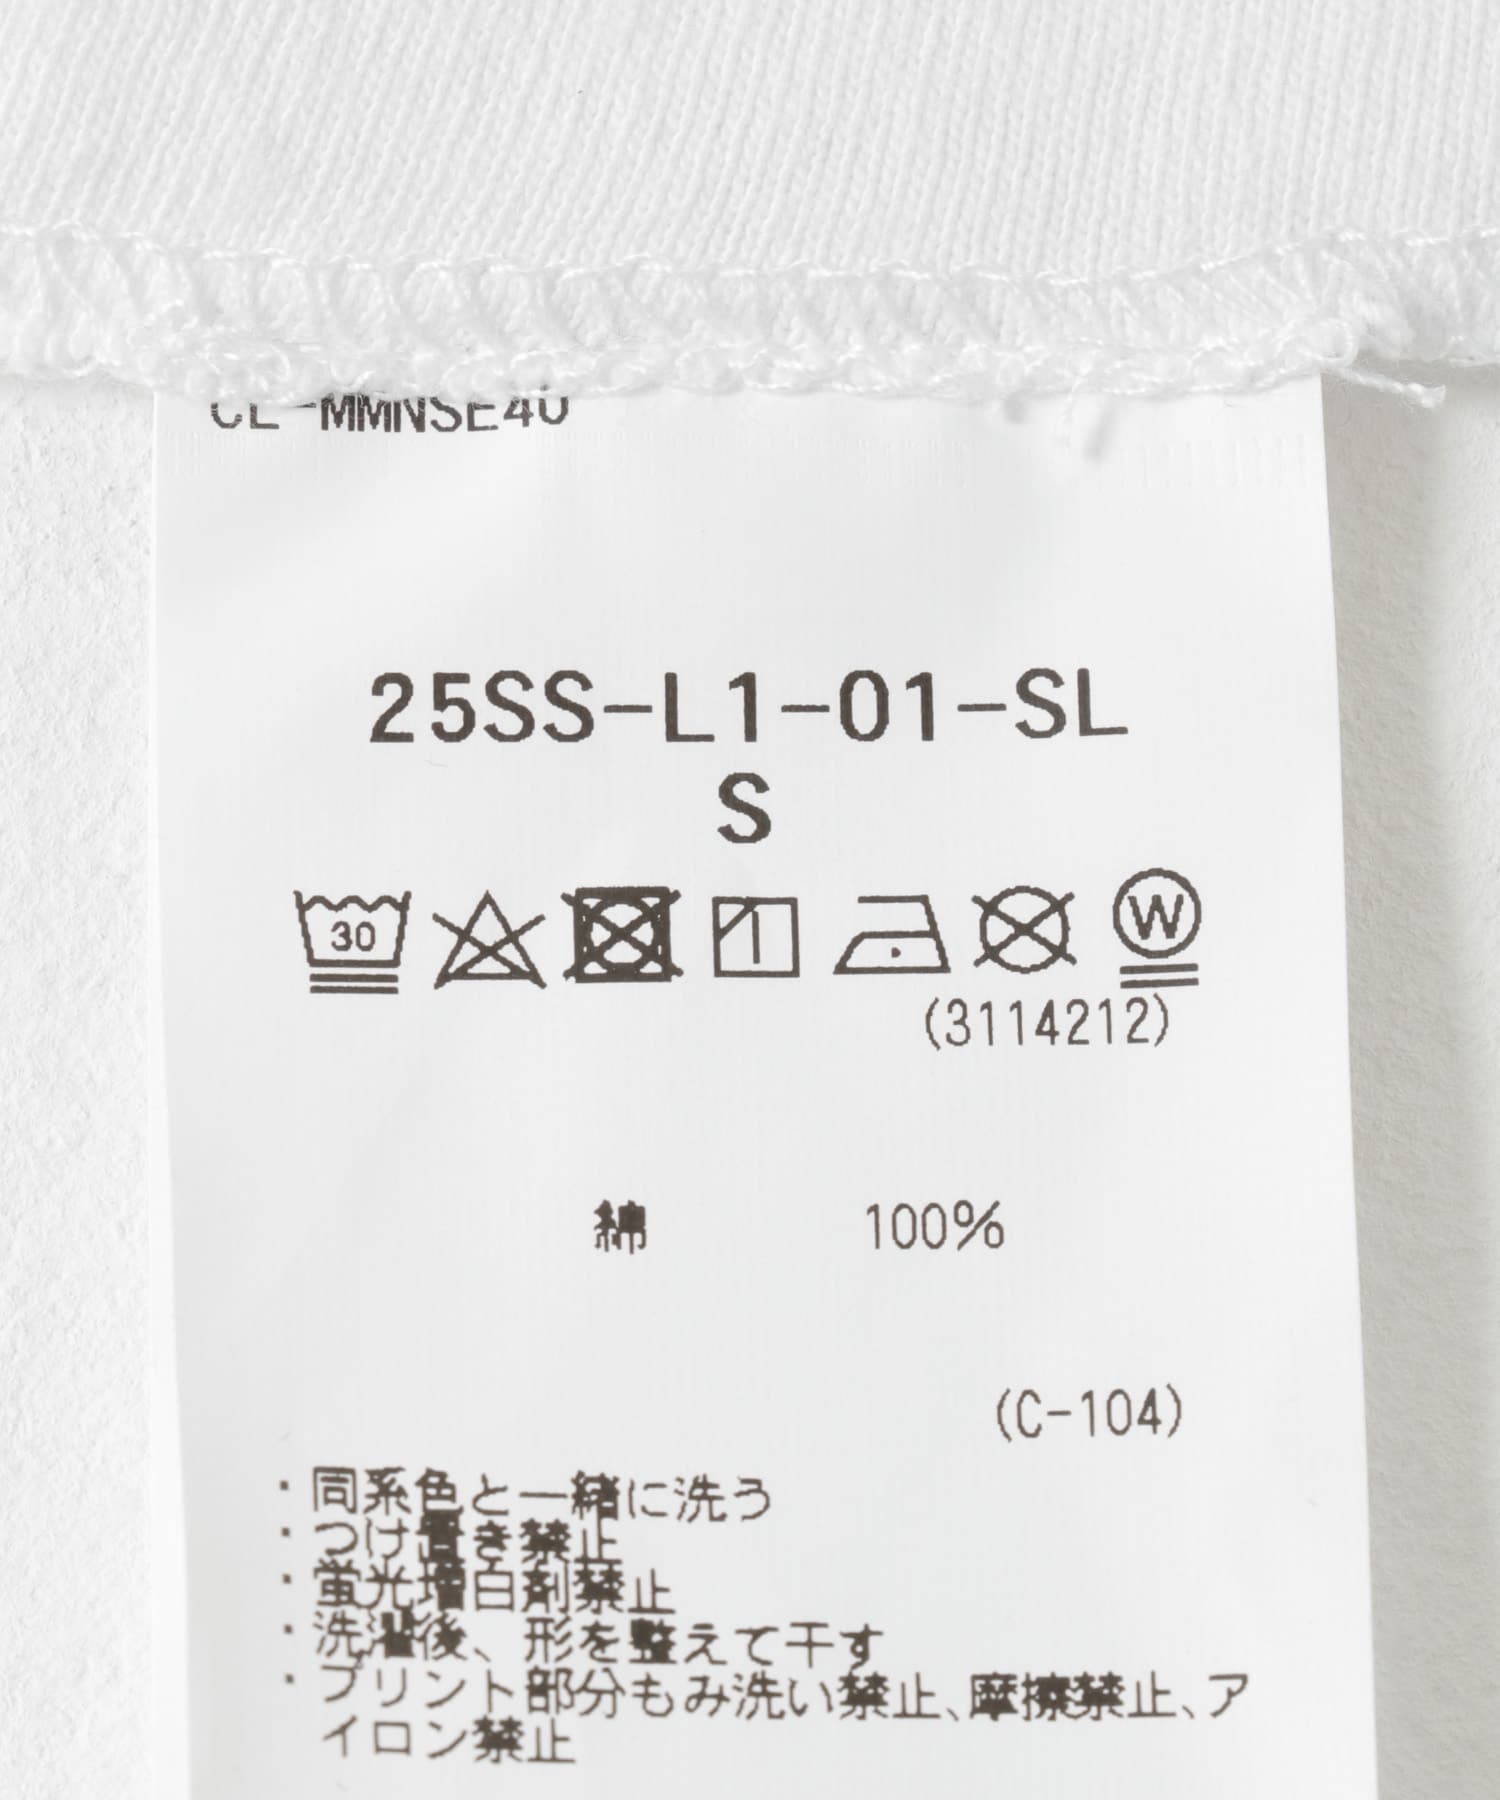 CL-MMNSE40
25SS-L1-01-SL
S
30
W
(3114212)
綿 100%
(C-104)
・同系色と一緒に洗う
・つけ置き禁止
・蛍光増白剤禁止
・洗濯後、形を整えて干す
・プリント部分もみ洗い禁止、摩擦禁止、ア
イロン禁止